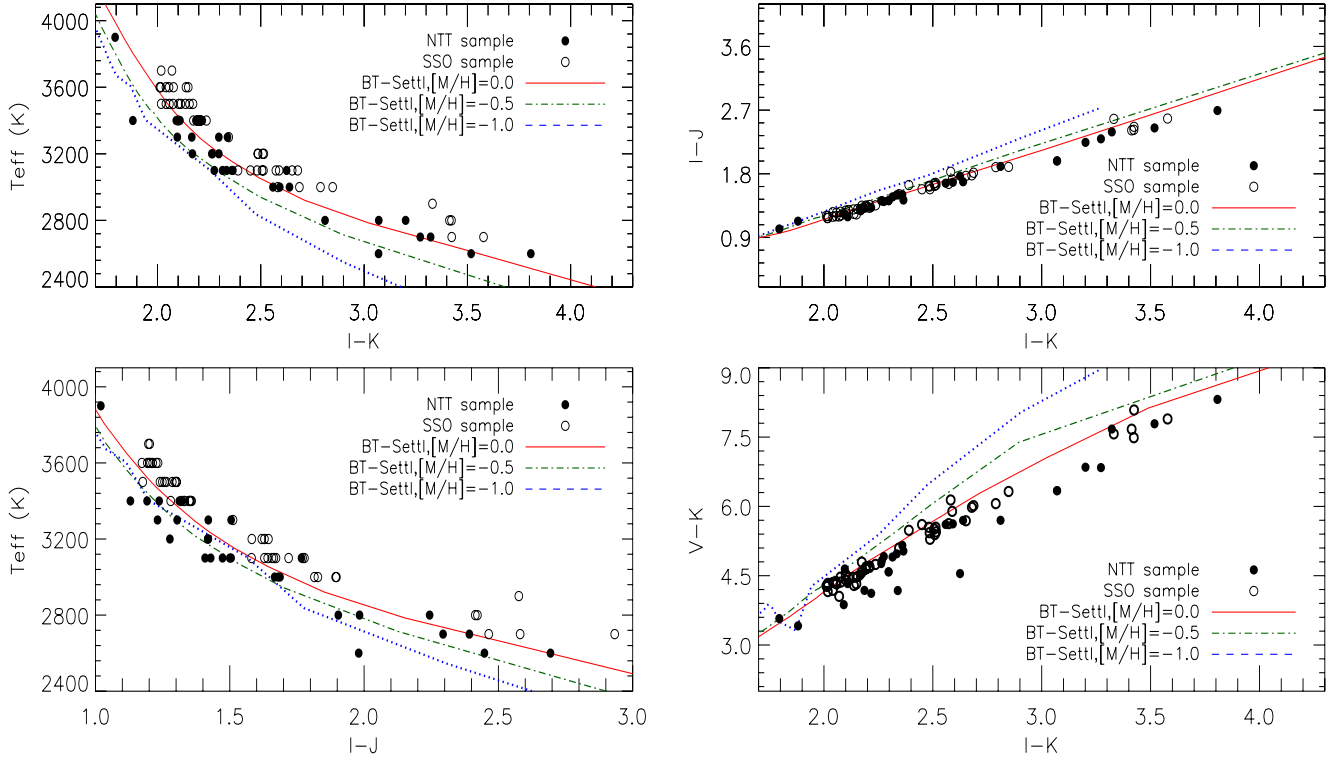 4000
3600
3200
2800
2400
Teff (K)
NTT sample
SSO sample
BT-Settl,[M/H]=0.0
BT-Settl,[M/H]=-0.5
BT-Settl,[M/H]=-1.0
2.0 2.5 3.0 3.5 4.0
I-K
3.6
2.7
1.8
0.9
I-J
NTT sample
SSO sample
BT-Settl,[M/H]=0.0
BT-Settl,[M/H]=-0.5
BT-Settl,[M/H]=-1.0
2.0 2.5 3.0 3.5 4.0
I-K
4000
3600
3200
2800
2400
Teff (K)
NTT sample
SSO sample
BT-Settl,[M/H]=0.0
BT-Settl,[M/H]=-0.5
BT-Settl,[M/H]=-1.0
1.0 1.5 2.0 2.5 3.0
I-J
9.0
7.5
6.0
4.5
3.0
V-K
NTT sample
SSO sample
BT-Settl,[M/H]=0.0
BT-Settl,[M/H]=-0.5
BT-Settl,[M/H]=-1.0
2.0 2.5 3.0 3.5 4.0
I-K